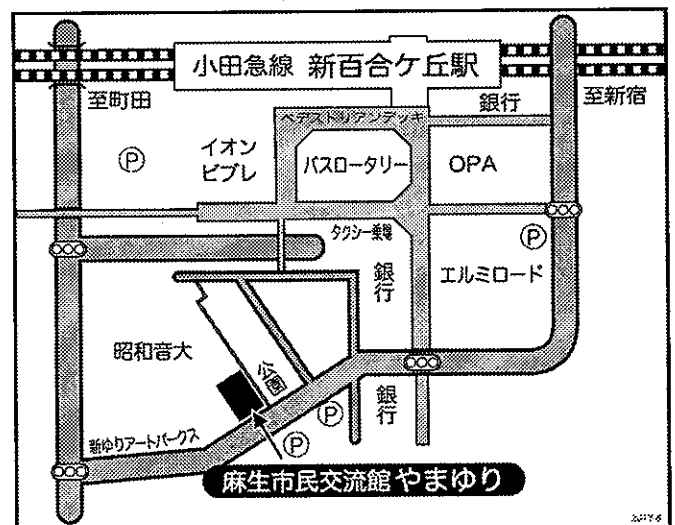 小田急線 新百合ケ丘駅
至町田
銀行
至新宿
ペデストリアンデッキ
Ⓟ
イオン
ビブレ
バスロータリー
OPA
タクシー乗場
Ⓟ
銀行
エルミロード
昭和音大
公園
銀行
Ⓟ
新ゆりアートパークス
Ⓟ
麻生市民交流館 やまゆり